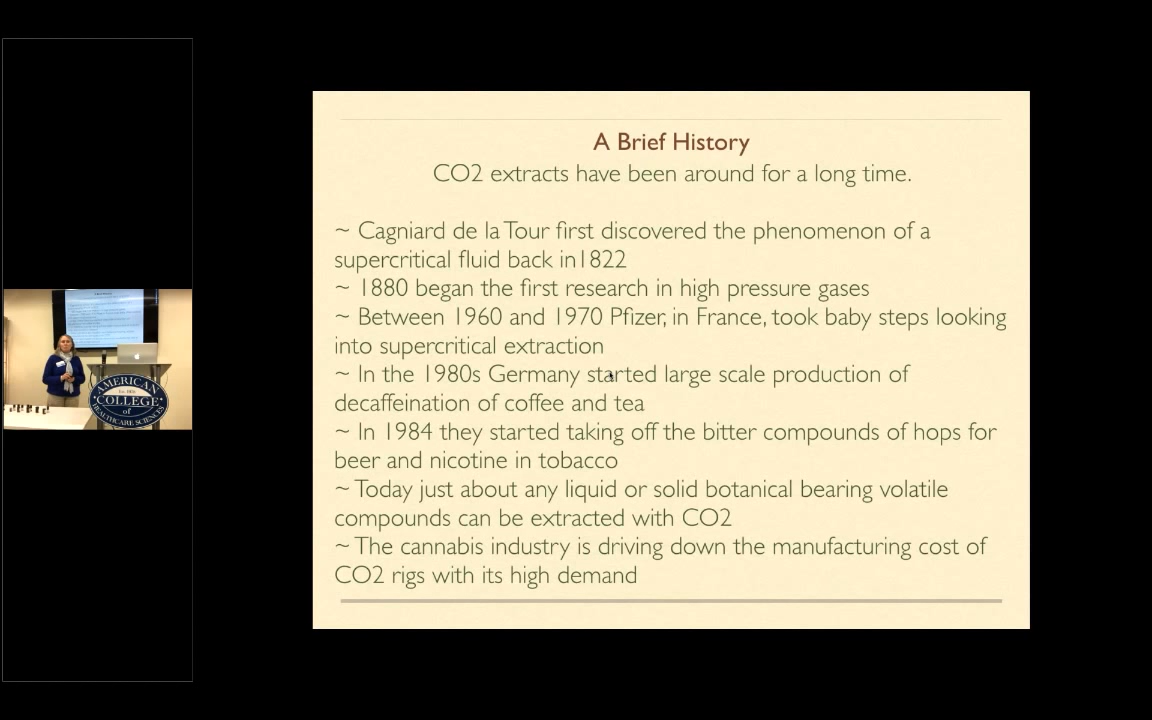 A Brief History
CO2 extracts have been around for a long time.
~ Cagniard de la Tour first discovered the phenomenon of a
supercritical fluid back in1822
~ 1880 began the first research in high pressure gases
~ Between 1960 and 1970 Pfizer, in France, took baby steps looking
into supercritical extraction
~ In the 1980s Germany started large scale production of
decaffeination of coffee and tea
~ In 1984 they started taking off the bitter compounds of hops for
beer and nicotine in tobacco
~ Today just about any liquid or solid botanical bearing volatile
compounds can be extracted with CO2
~ The cannabis industry is driving down the manufacturing cost of
CO2 rigs with its high demand
AMERICAN
COLLEGE
of
HEALTHCARE SCIENCES